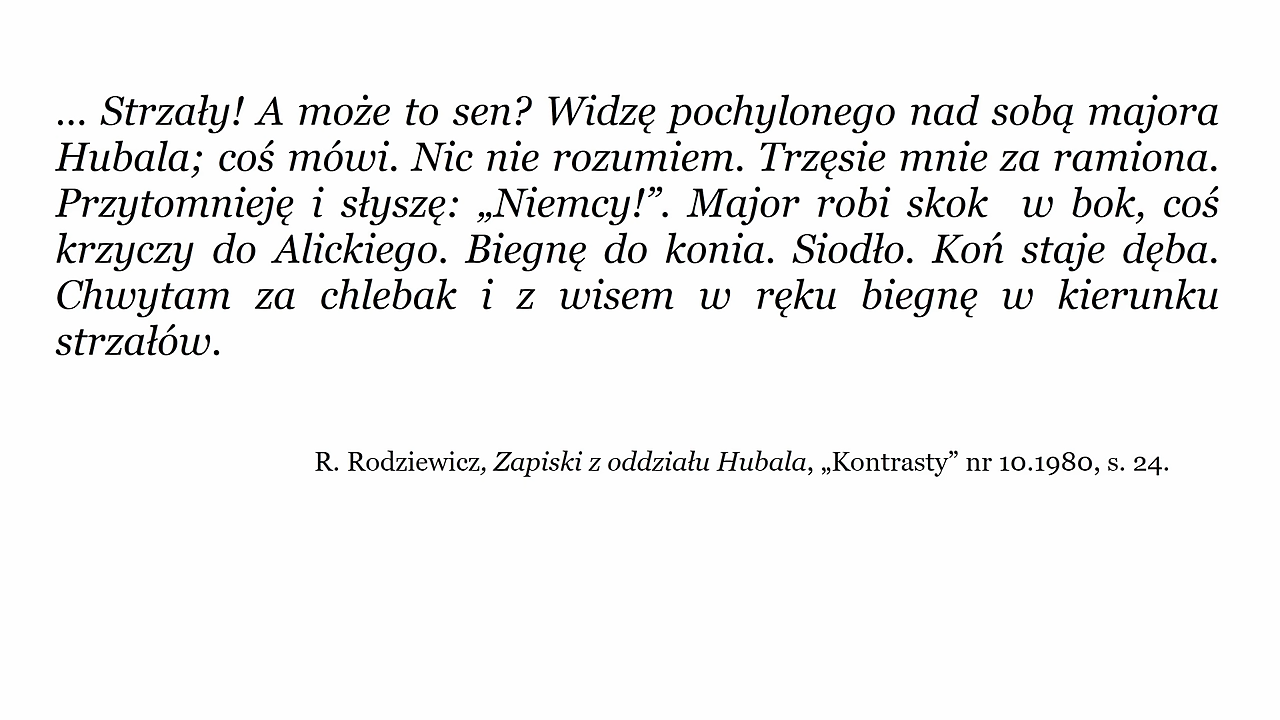 ... Strzały! A może to sen? Widzę pochylonego nad sobą majora
Hubala; coś mówi. Nic nie rozumiem. Trzęsie mnie za ramiona.
Przytomnieję i słyszę: „Niemcy!”. Major robi skok w bok, coś
krzyczy do Alickiego. Biegnę do konia. Siodło. Koń staje dęba.
Chwytam za chlebak i z wisem w ręku biegnę w kierunku
strzałów.
R. Rodziewicz, Zapiski z oddziału Hubala, „Kontrasty” nr 10.1980, s. 24.